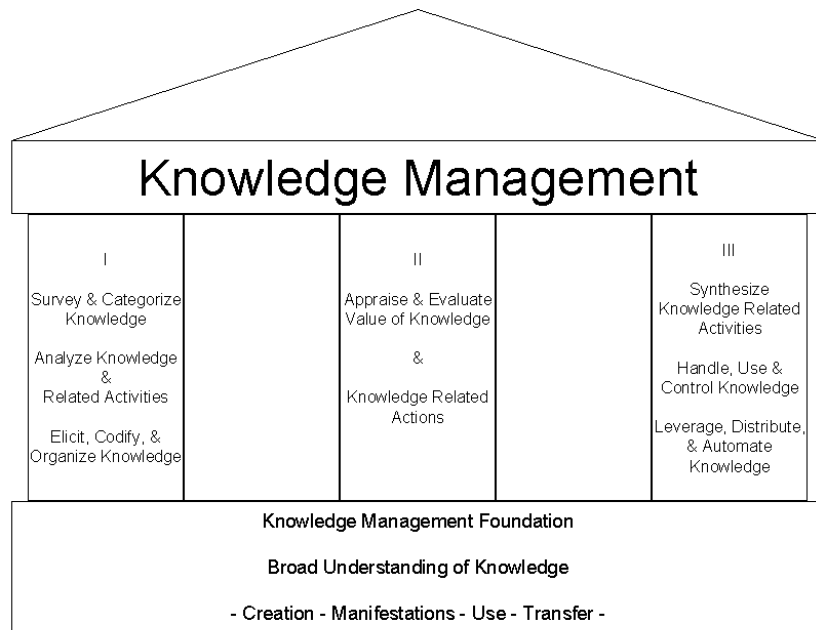 Knowledge Management
I
Survey & Categorize
Knowledge
Analyze Knowledge
&
Related Activities
Elicit, Codify, &
Organize Knowledge
II
Appraise & Evaluate
Value of Knowledge
&
Knowledge Related
Actions
III
Synthesize
Knowledge Related
Activities
Handle, Use &
Control Knowledge
Leverage, Distribute,
& Automate
Knowledge
Knowledge Management Foundation
Broad Understanding of Knowledge
- Creation - Manifestations - Use - Transfer -